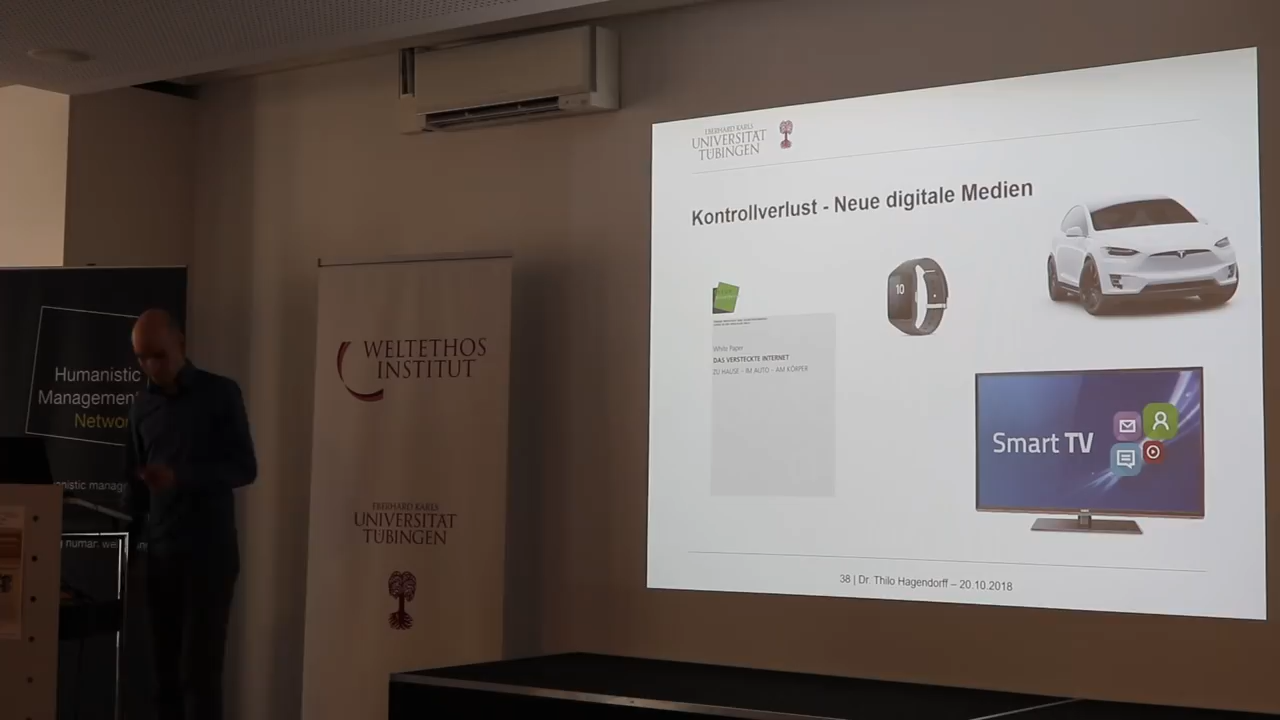 EBERHARD KARLS
UNIVERSITÄT
TÜBINGEN
Kontrollverlust - Neue digitale Medien
10
White Paper
DAS VERSTECKTE INTERNET
ZU HAUSE - IM AUTO - AM KÖRPER
Smart TV
38 | Dr. Thilo Hagendorff – 20.10.2018
WELTETHOS
INSTITUT
EBERHARD KARLS
UNIVERSITÄT
TÜBINGEN
Humanistic
Management
Networ